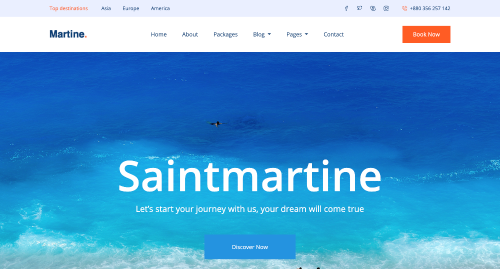 Top destinations Asia Europe America +880 356 257 142
Martine. Home About Packages Blog Pages Contact Book Now
Saintmartine
Let's start your journey with us, your dream will come true
Discover Now